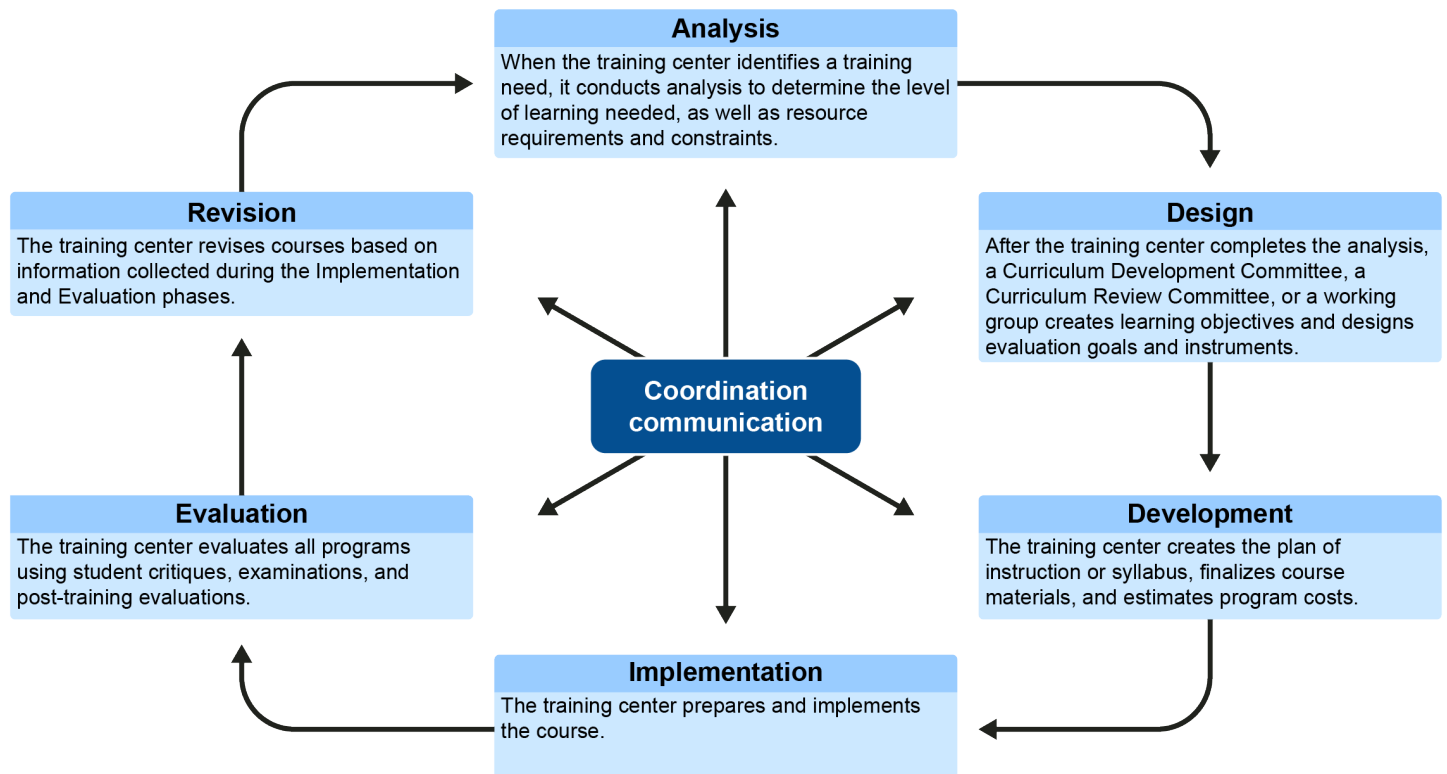 Analysis
When the training center identifies a training
need, it conducts analysis to determine the level
of learning needed, as well as resource
requirements and constraints.
Design
After the training center completes the analysis,
a Curriculum Development Committee, a
Curriculum Review Committee, or a working
group creates learning objectives and designs
evaluation goals and instruments.
Development
The training center creates the plan of
instruction or syllabus, finalizes course
materials, and estimates program costs.
Implementation
The training center prepares and implements
the course.
Evaluation
The training center evaluates all programs
using student critiques, examinations, and
post-training evaluations.
Revision
The training center revises courses based on
information collected during the Implementation
and Evaluation phases.
Coordination
communication